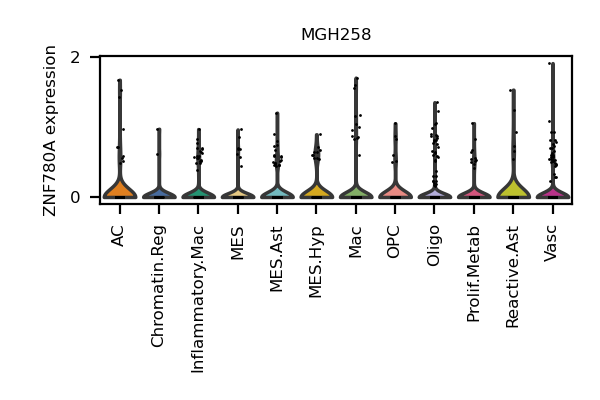 MGH258
ZNF780A expression
2
0
AC
Chromatin.Reg
Inflammatory.Mac
MES
MES.Ast
MES.Hyp
Mac
OPC
Oligo
Prolif.Metab
Reactive.Ast
Vasc